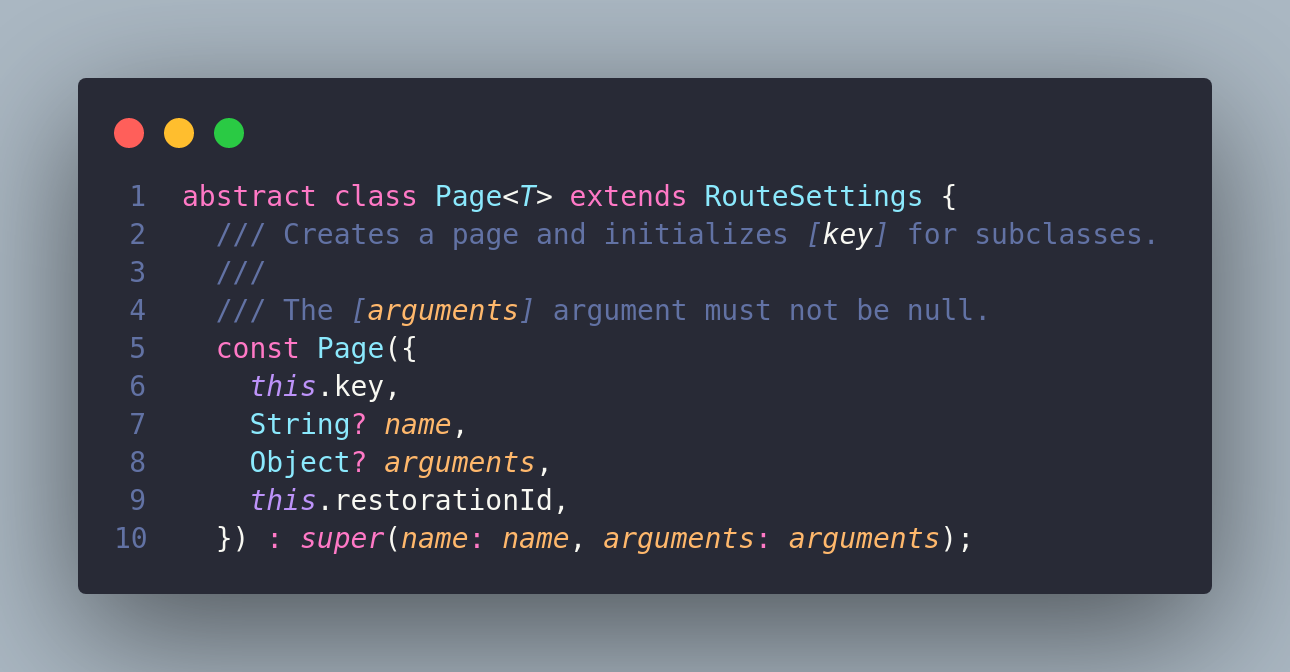 1 abstract class Page<T> extends RouteSettings {
2   /// Creates a page and initializes [key] for subclasses.
3   ///
4   /// The [arguments] argument must not be null.
5   const Page({
6     this.key,
7     String? name,
8     Object? arguments,
9     this.restorationId,
10   }) : super(name: name, arguments: arguments);